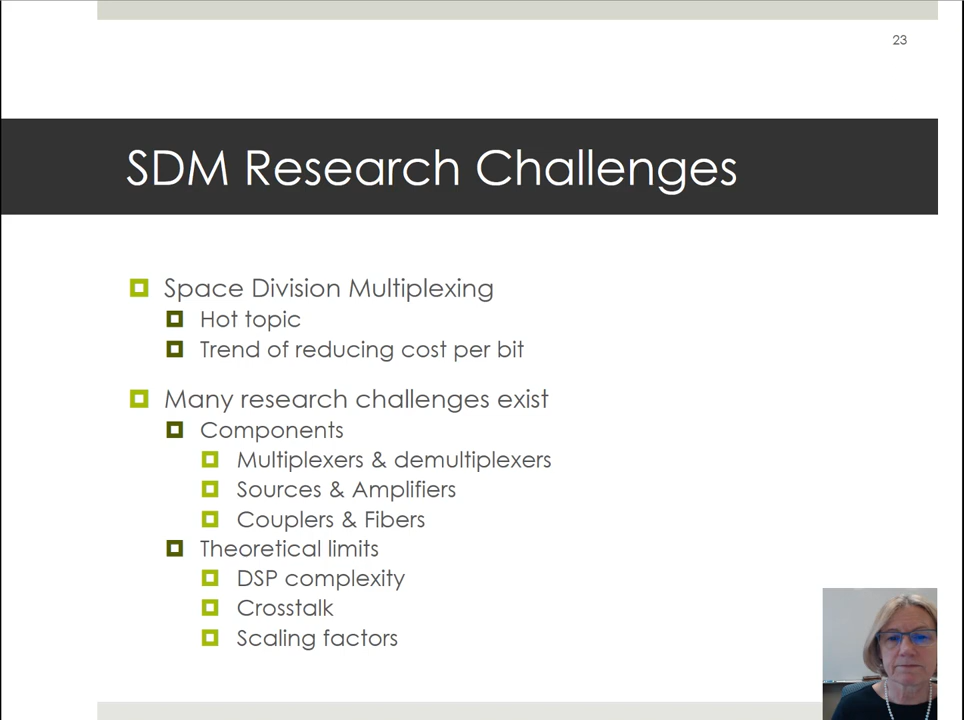 23
SDM Research Challenges
Space Division Multiplexing
Hot topic
Trend of reducing cost per bit
Many research challenges exist
Components
Multiplexers & demultiplexers
Sources & Amplifiers
Couplers & Fibers
Theoretical limits
DSP complexity
Crosstalk
Scaling factors